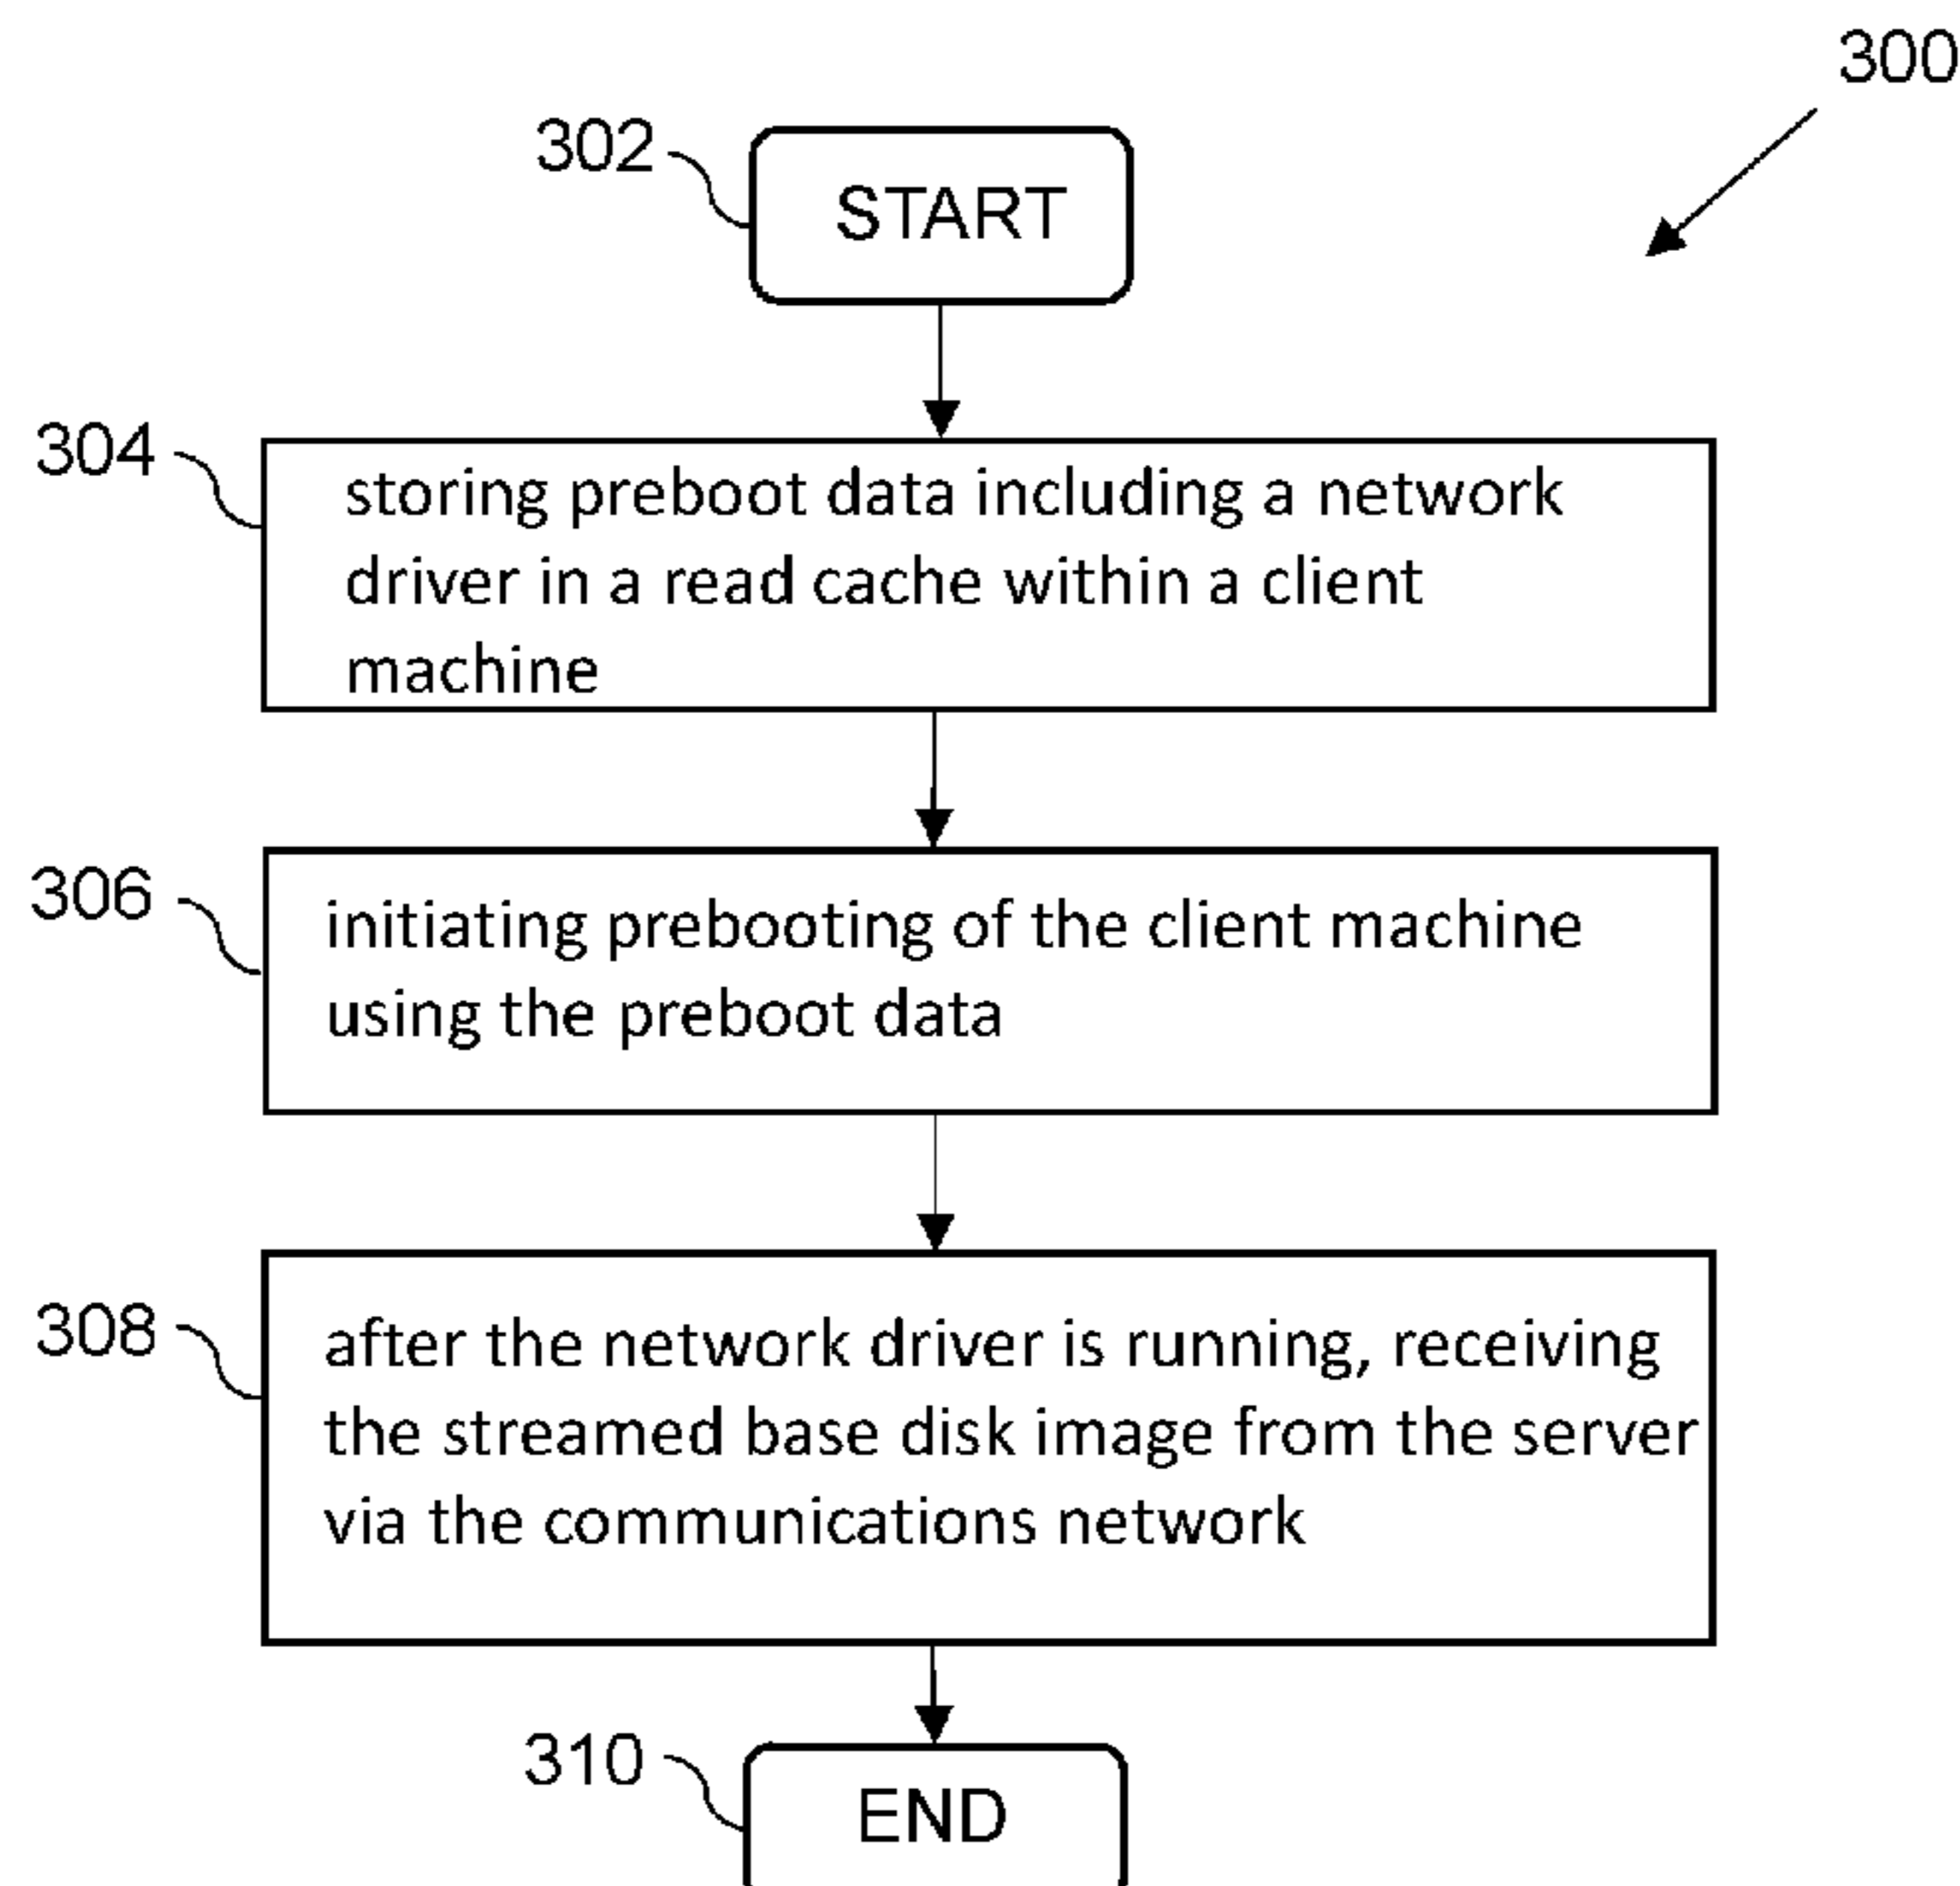 300
302
START
304
storing preboot data including a network
driver in a read cache within a client
machine
306
initiating prebooting of the client machine
using the preboot data
308
after the network driver is running, receiving
the streamed base disk image from the server
via the communications network
310
END